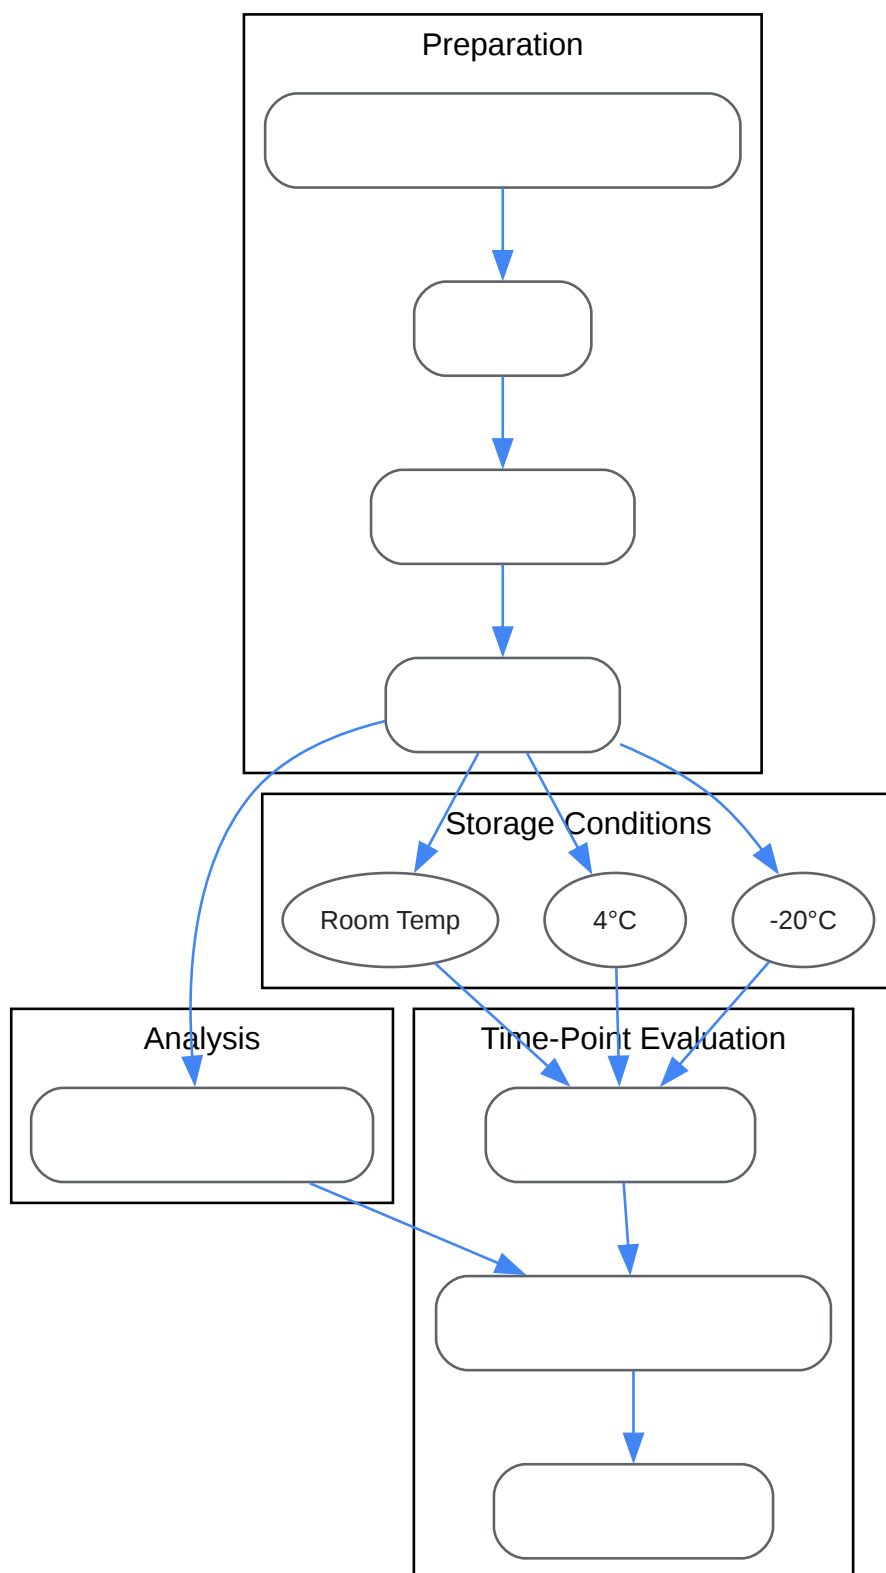 Preparation
Storage Conditions
Room Temp
4°C
-20°C
Analysis
Time-Point Evaluation